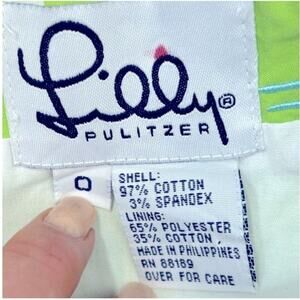 Lilly®
PULITZER
0
SHELL:
97% COTTON
3% SPANDEX
LINING:
65% POLYESTER
35% COTTON
MADE IN PHILIPPINES
RN 88189
OVER FOR CARE